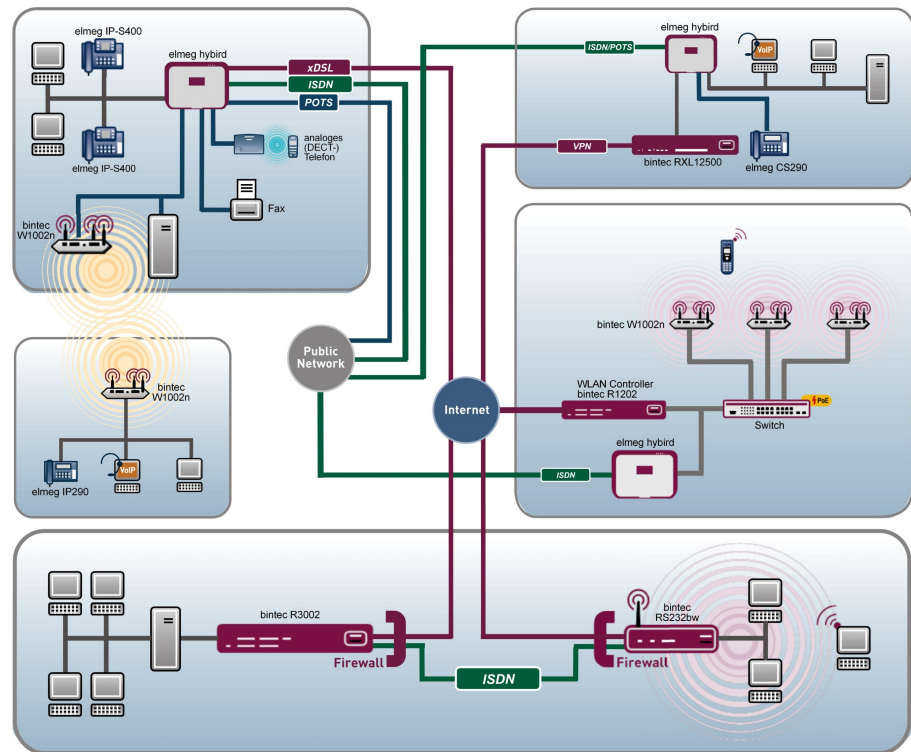 elmeg IP-S400
elmeg hybird
xDSL
ISDN
POTS
analoges
(DECT-)
Telefon
elmeg IP-S400
Fax
bintec
W1002n
ISDN/POTS
elmeg hybird
VoIP
VPN
bintec RXL12500
elmeg CS290
bintec W1002n
Public
Network
Internet
WLAN Controller
bintec R1202
PoE
Switch
elmeg hybird
ISDN
bintec
W1002n
VoIP
elmeg IP290
bintec R3002
Firewall
ISDN
bintec
RS232bw
Firewall